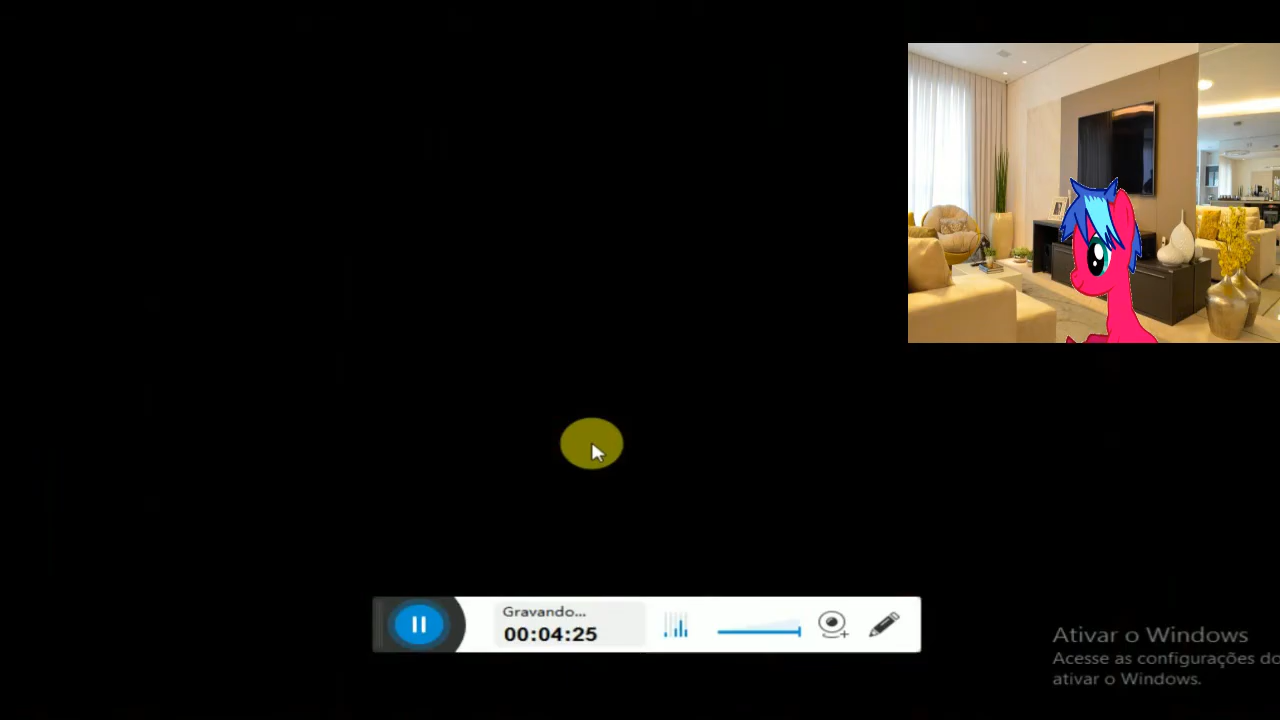 Gravando...
00:04:25
Ativar o Windows
Acesse as configurações do
ativar o Windows.